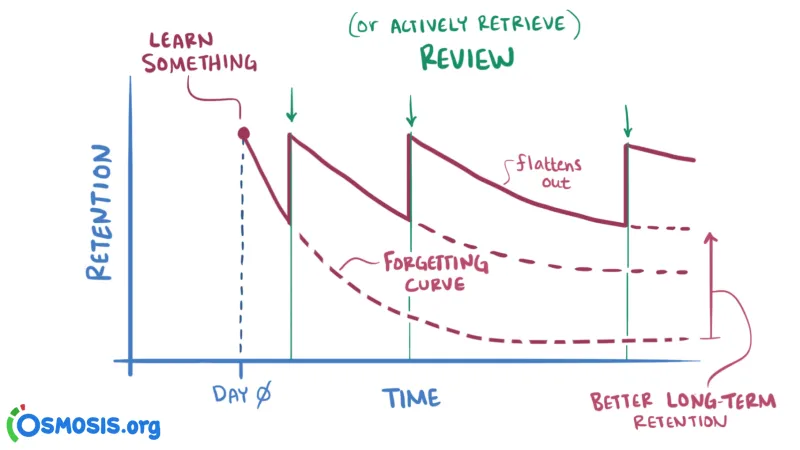 (or ACTIVELY RETRIEVE)
REVIEW
LEARN
SOMETHING
RETENTION
flattens
out
FORGETTING
CURVE
DAY 0
TIME
BETTER LONG-TERM
RETENTION
OSMOSIS.org